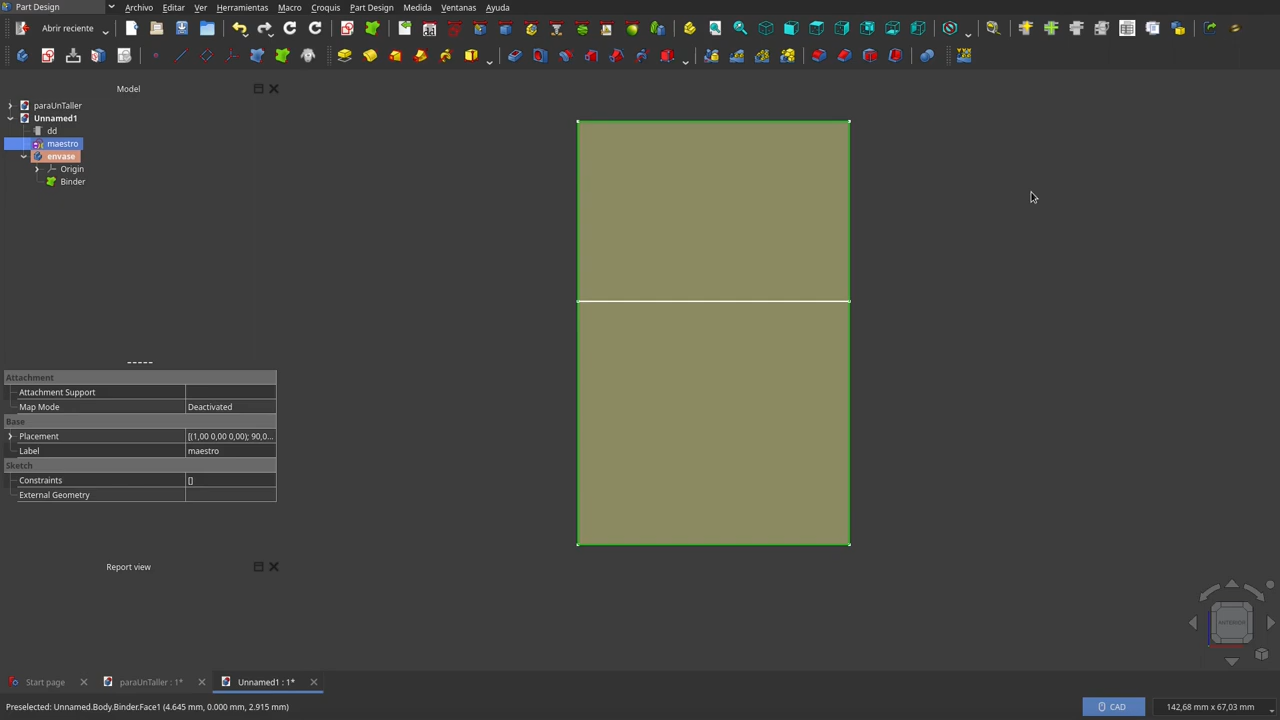 Part Design
Archivo
Editar
Ver
Herramientas
Macro
Croquis
Part Design
Medida
Ventanas
Ayuda
Abrir reciente
Model
paraUnTaller
Unnamed1
dd
maestro
envase
Origin
Binder
Attachment
Attachment Support
Map Mode Deactivated
Base
Placement [(1,00 0,00 0,00); 90,0...
Label maestro
Sketch
Constraints []
External Geometry
Report view
ANTERIOR
Start page
paraUnTaller : 1*
Unnamed1 : 1*
Preselected: Unnamed.Body.Binder.Face1 (4.645 mm, 0.000 mm, 2.915 mm)
CAD
142,68 mm x 67,03 mm